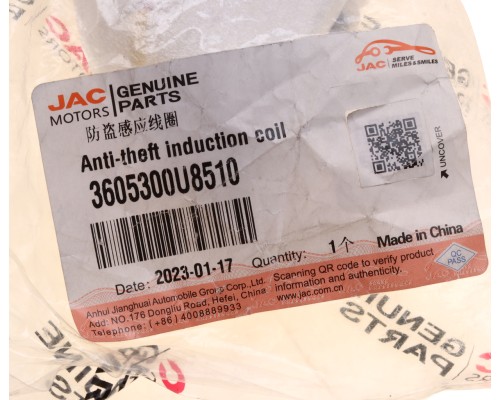 JAC MOTORS GENUINE PARTS
JAC SERVE MILES & SMILES
防盗感应线圈
Anti-theft induction coil
3605300U8510
UNCOVER
Date: 2023-01-17 Quantity: 1个 Made in China
Anhui Jianghuai Automobile Group Corp.,Ltd.
Add: NO.176 Dongliu Road, Hefei, China
Telephone: (+86)4008889933
Scanning QR code to verify product
information and authenticity.
www.jac.com.cn
QC
PASS
GENUINE
PARTS